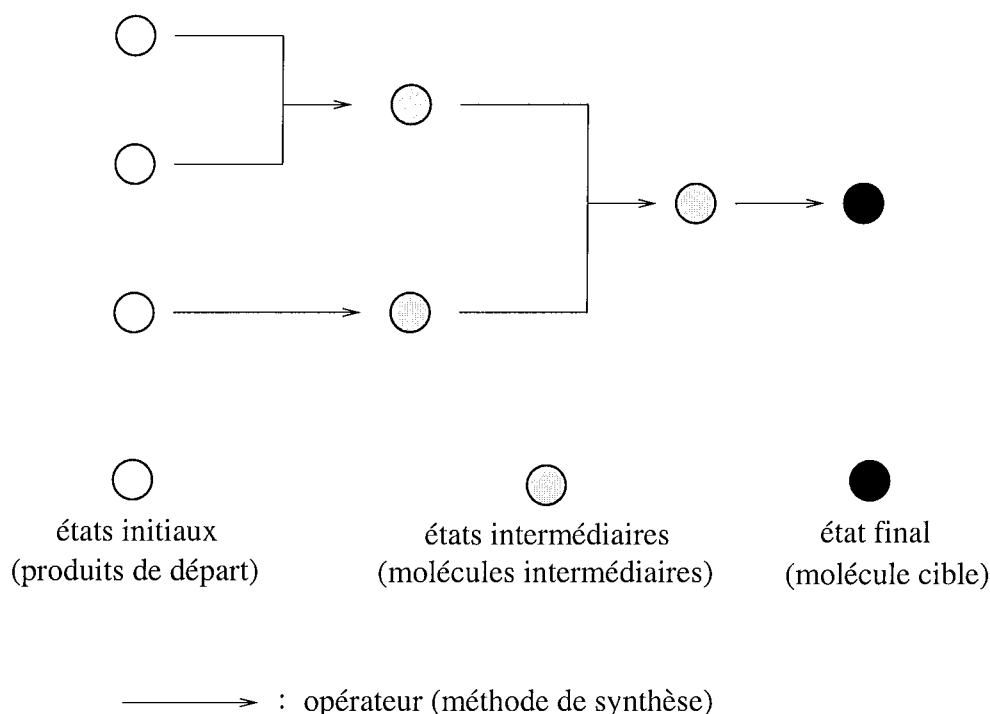 états initiaux
(produits de départ)
états intermédiaires
(molécules intermédiaires)
état final
(molécule cible)
: opérateur (méthode de synthèse)